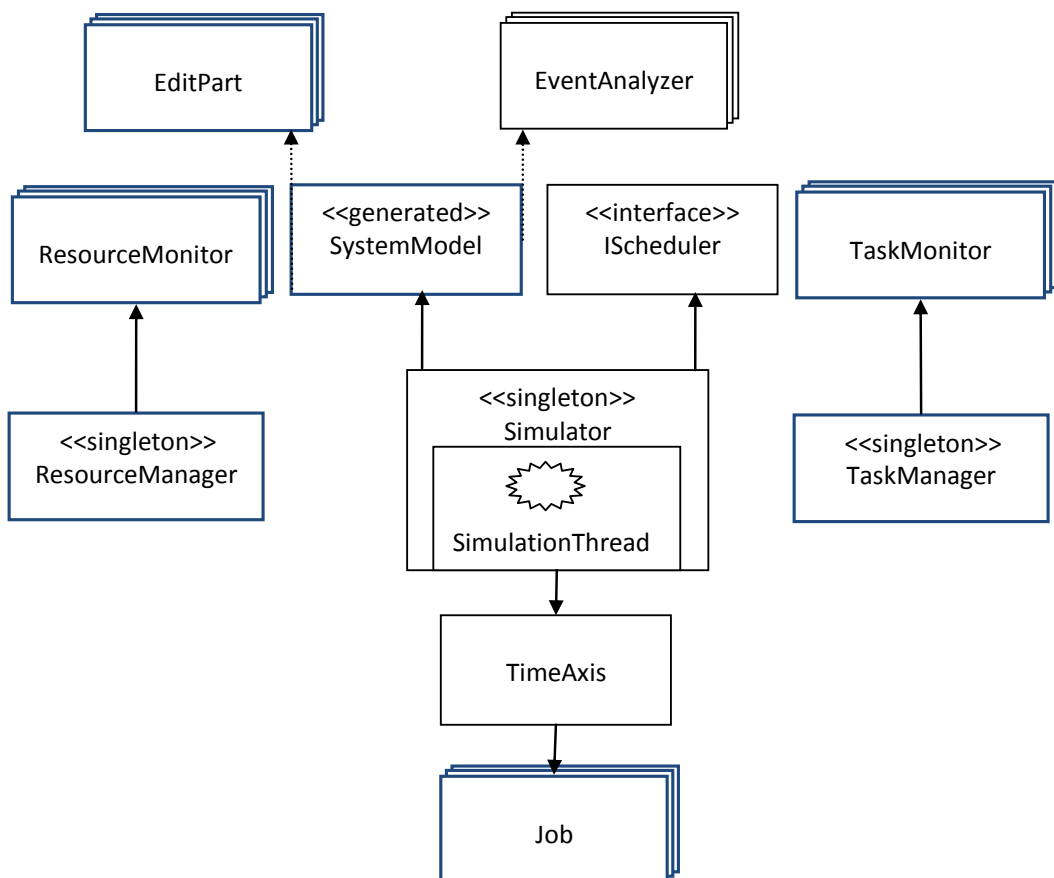 EditPart
EventAnalyzer
<<generated>>
SystemModel
<<interface>>
IScheduler
ResourceMonitor
TaskMonitor
<<singleton>>
Simulator
<<singleton>>
ResourceManager
<<singleton>>
TaskManager
SimulationThread
TimeAxis
Job